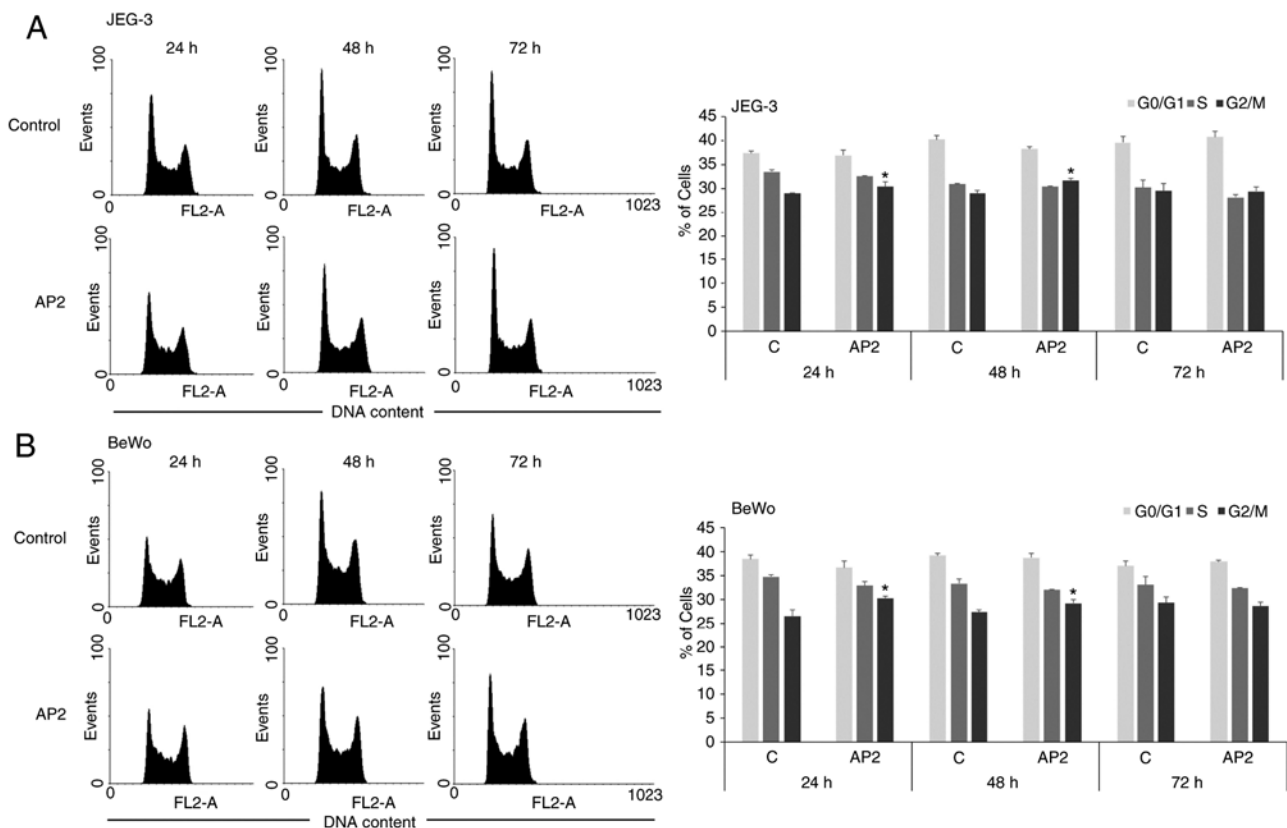 A
JEG-3
24 h
48 h
72 h
Control
Events
100
0
0
FL2-A
Events
100
0
0
FL2-A
Events
100
0
0
FL2-A
1023
AP2
Events
100
0
0
FL2-A
Events
100
0
0
FL2-A
Events
100
0
0
FL2-A
1023
DNA content
JEG-3
G0/G1 S G2/M
% of Cells
45
40
35
30
25
20
15
10
5
0
* *
C AP2 C AP2 C AP2
24 h 48 h 72 h
B
BeWo
24 h
48 h
72 h
Control
Events
100
0
0
FL2-A
Events
100
0
0
FL2-A
Events
100
0
0
FL2-A
1023
AP2
Events
100
0
0
FL2-A
Events
100
0
0
FL2-A
Events
100
0
0
FL2-A
1023
DNA content
BeWo
G0/G1 S G2/M
% of Cells
45
40
35
30
25
20
15
10
5
0
* *
C AP2 C AP2 C AP2
24 h 48 h 72 h